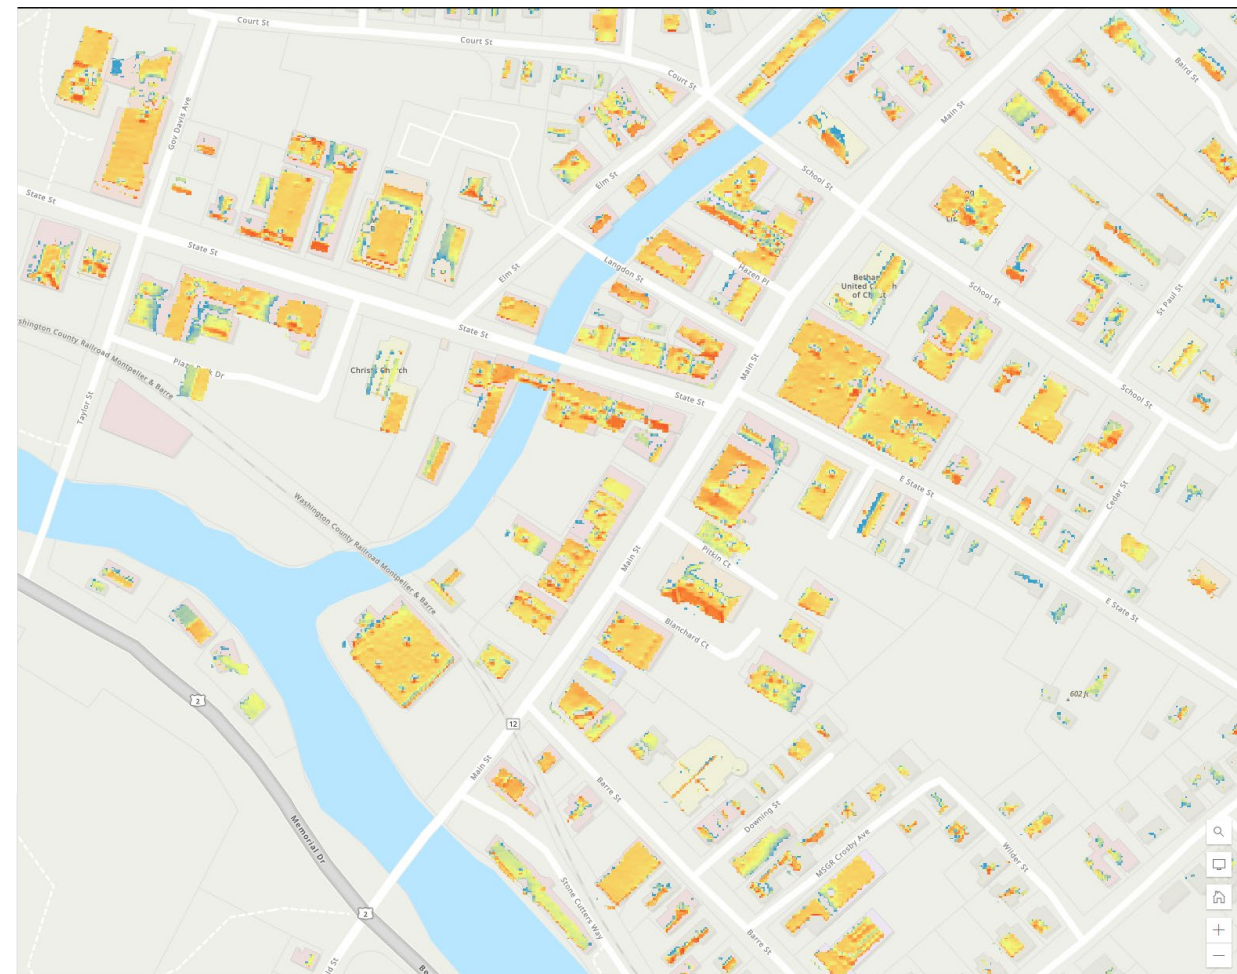 Court St
Court St
Court St
Gov Davis Ave
Main St
Baird St
State St
State St
Elm St
Elm St
School St
Langdon St
Hazen Pl
School St
St Paul St
School St
Bethany
United Church
of Christ
State St
State St
Main St
Christ Church
Washington County Railroad Montpelier & Barre
Taylor St
Washington County Railroad Montpelier & Barre
E State St
Cedar St
E State St
Pitkin Ct
Main St
Blanchard Ct
2
12
Main St
Barre St
Downing St
MSGR Crosby Ave
Wilder St
Memorial Dr
Stone Cutters Way
2
Barre St